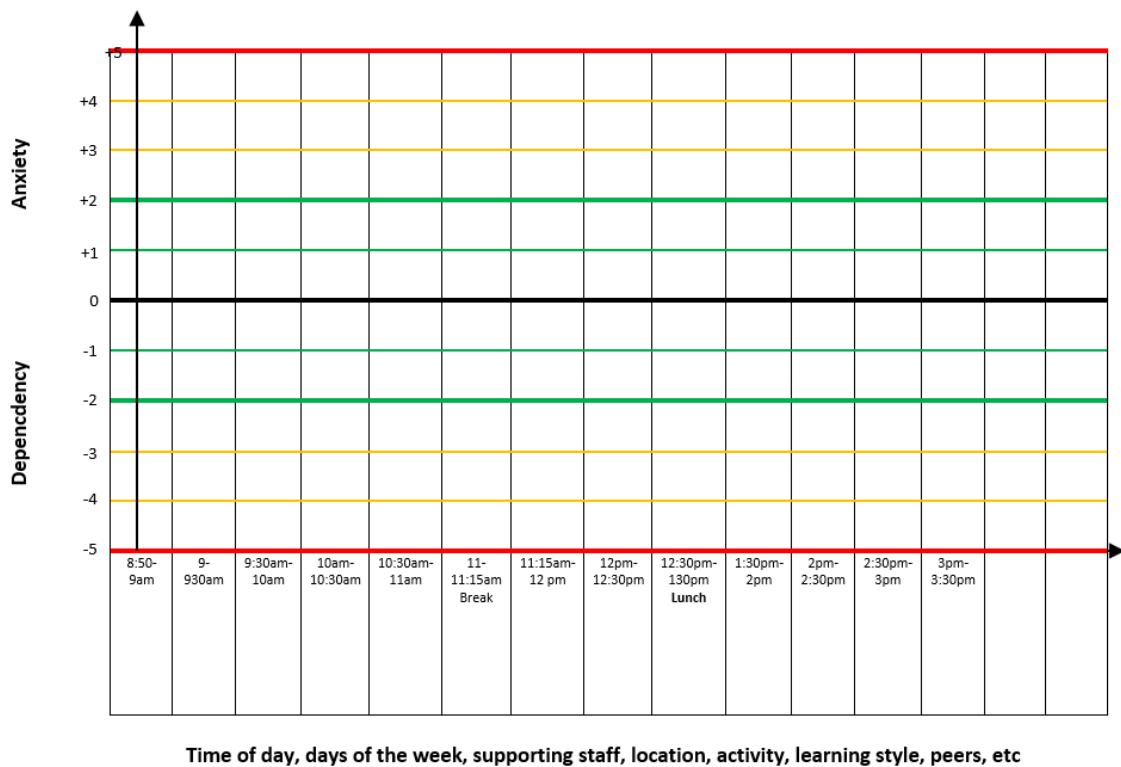 +5
+4
+3
Anxiety
+2
+1
0
-1
Depencdency
-2
-3
-4
-5
8:50-
9am
9-
930am
9:30am-
10am
10am-
10:30am
10:30am-
11am
11-
11:15am
Break
11:15am-
12 pm
12pm-
12:30pm
12:30pm-
130pm
Lunch
1:30pm-
2pm
2pm-
2:30pm
2:30pm-
3pm
3pm-
3:30pm
Time of day, days of the week, supporting staff, location, activity, learning style, peers, etc